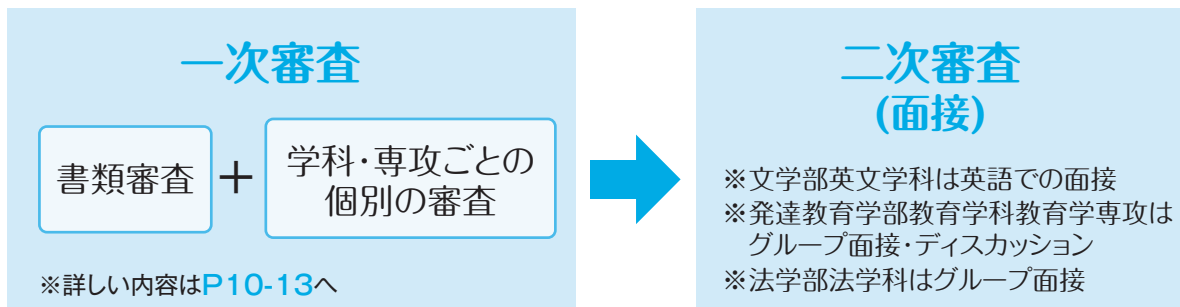 一次審査
書類審査
+
学科・専攻ごとの
個別の審査
※詳しい内容はP10-13へ
二次審査
(面接)
※文学部英文学科は英語での面接
※発達教育学部教育学科教育学専攻は
グループ面接・ディスカッション
※法学部法学科はグループ面接